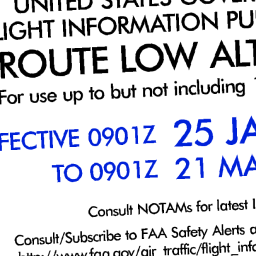 UNITED STATES GOVER
LIGHT INFORMATION PU
ROUTE LOW ALT
For use up to but not including
FECTIVE 0901Z 25 JA
TO 0901Z 21 MA
Consult NOTAMs for latest
Consult/Subscribe to FAA Safety Alerts a
http://www.faa.gov/air_traffic/flight_info